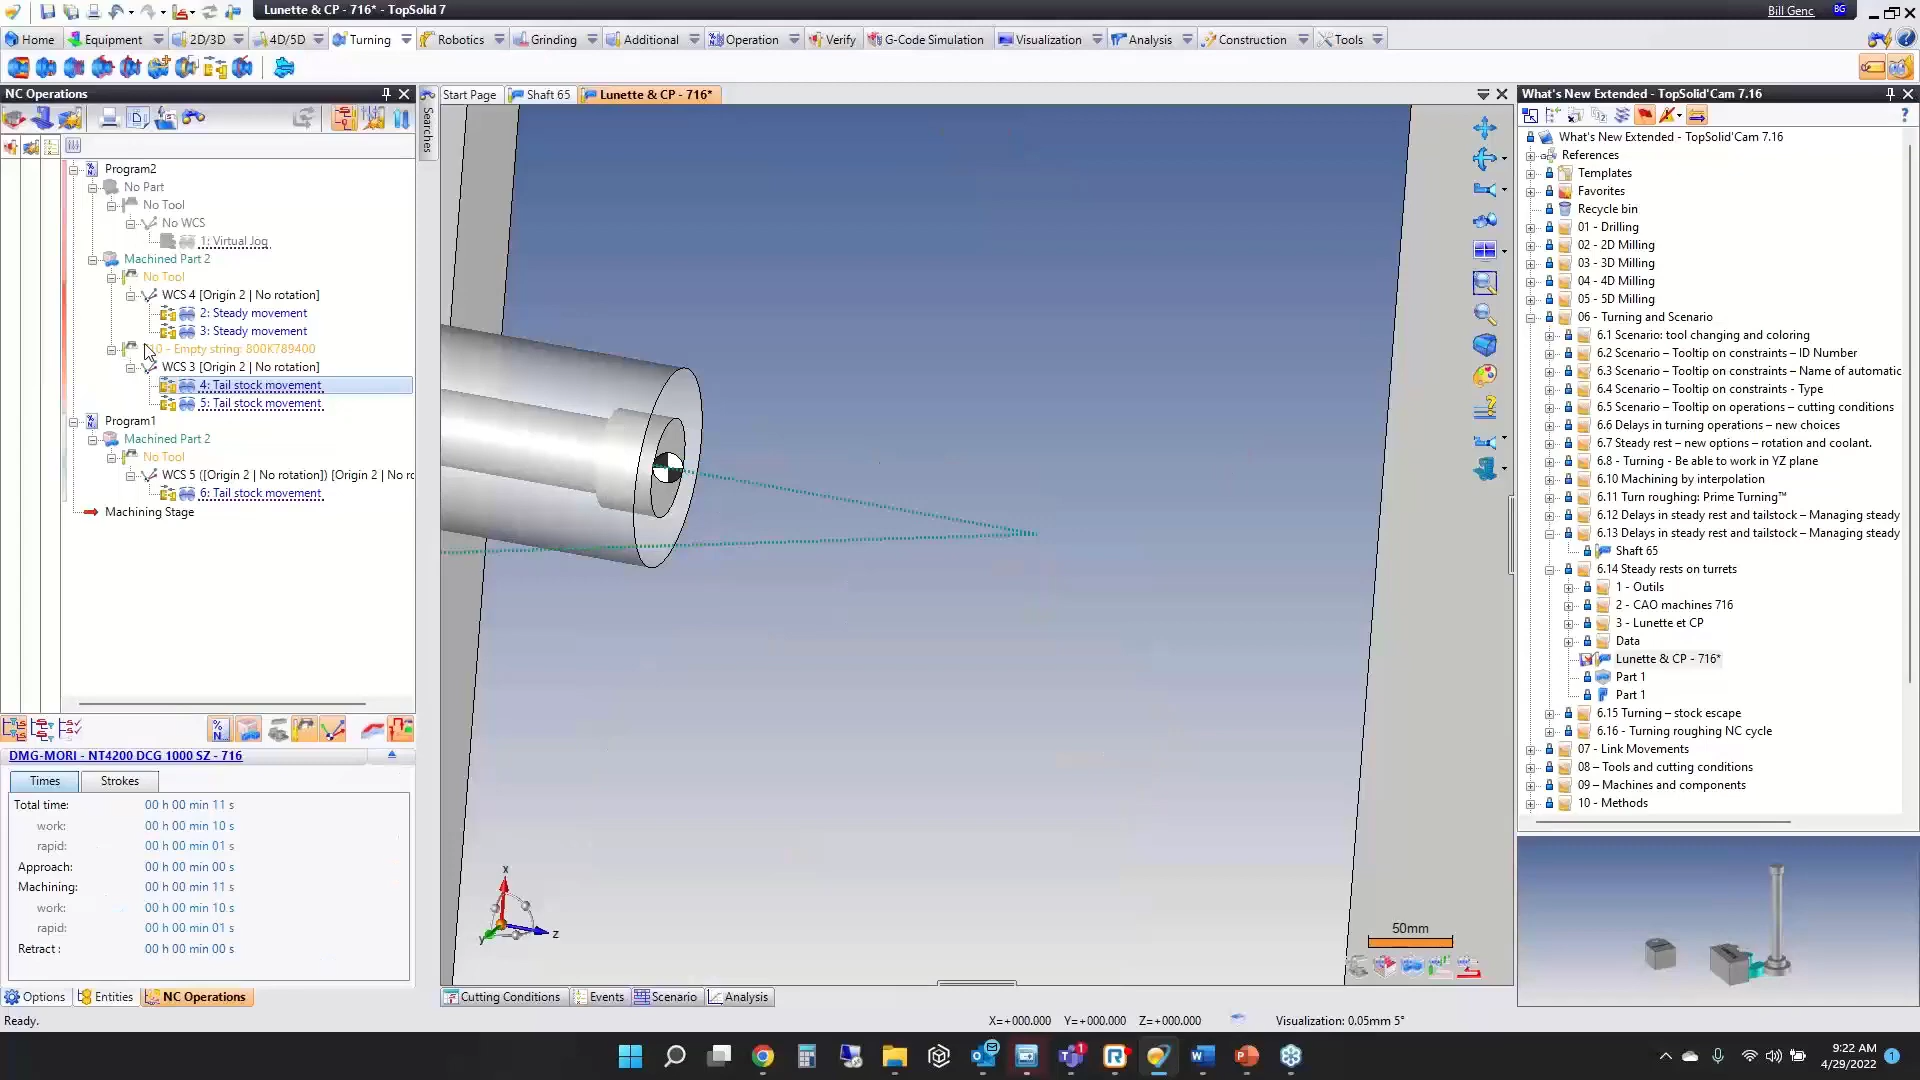 Lunette & CP - 716* - TopSolid 7
Bill Genc
BG
Home
Equipment
2D/3D
4D/5D
Turning
Robotics
Grinding
Additional
Operation
Verify
G-Code Simulation
Visualization
Analysis
Construction
Tools
NC Operations
Searches
Start Page
Shaft 65
Lunette & CP - 716*
What's New Extended - TopSolid'Cam 7.16
Program2
No Part
No Tool
No WCS
1: Virtual Jog
Machined Part 2
No Tool
WCS 4 [Origin 2 | No rotation]
2: Steady movement
3: Steady movement
10 - Empty string: 800K789400
WCS 3 [Origin 2 | No rotation]
4: Tail stock movement
5: Tail stock movement
Program1
Machined Part 2
No Tool
WCS 5 ([Origin 2 | No rotation]) [Origin 2 | No ro
6: Tail stock movement
Machining Stage
DMG-MORI - NT4200 DCG 1000 SZ - 716
Times
Strokes
Total time: 00 h 00 min 11 s
work: 00 h 00 min 10 s
rapid: 00 h 00 min 01 s
Approach: 00 h 00 min 00 s
Machining: 00 h 00 min 11 s
work: 00 h 00 min 10 s
rapid: 00 h 00 min 01 s
Retract : 00 h 00 min 00 s
Options
Entities
NC Operations
Ready.
x
y
z
50mm
Cutting Conditions
Events
Scenario
Analysis
X=+000.000 Y=+000.000 Z=+000.000
Visualization: 0.05mm 5°
What's New Extended - TopSolid'Cam 7.16
References
Templates
Favorites
Recycle bin
01 - Drilling
02 - 2D Milling
03 - 3D Milling
04 - 4D Milling
05 - 5D Milling
06 - Turning and Scenario
6.1 Scenario: tool changing and coloring
6.2 Scenario – Tooltip on constraints – ID Number
6.3 Scenario – Tooltip on constraints - Name of automatic
6.4 Scenario – Tooltip on constraints - Type
6.5 Scenario – Tooltip on operations – cutting conditions
6.6 Delays in turning operations – new choices
6.7 Steady rest – new options – rotation and coolant.
6.8 - Turning - Be able to work in YZ plane
6.10 Machining by interpolation
6.11 Turn roughing: Prime Turning™
6.12 Delays in steady rest and tailstock – Managing steady
6.13 Delays in steady rest and tailstock – Managing steady
Shaft 65
6.14 Steady rests on turrets
1 - Outils
2 - CAO machines 716
3 - Lunette et CP
Data
Lunette & CP - 716*
Part 1
Part 1
6.15 Turning – stock escape
6.16 - Turning roughing NC cycle
07 - Link Movements
08 – Tools and cutting conditions
09 – Machines and components
10 - Methods
9:22 AM
4/29/2022
1